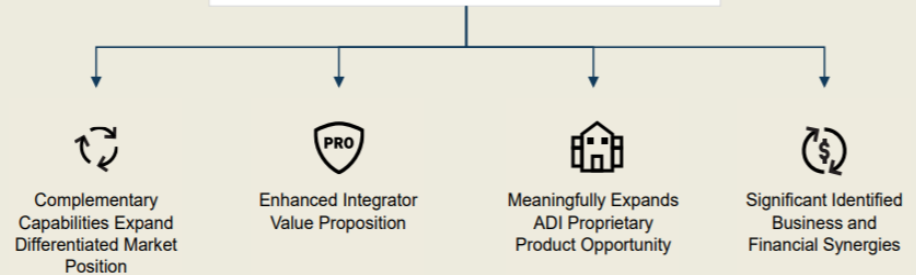 Complementary
Capabilities Expand
Differentiated Market
Position
PRO
Enhanced Integrator
Value Proposition
Meaningfully Expands
ADI Proprietary
Product Opportunity
$
Significant Identified
Business and
Financial Synergies